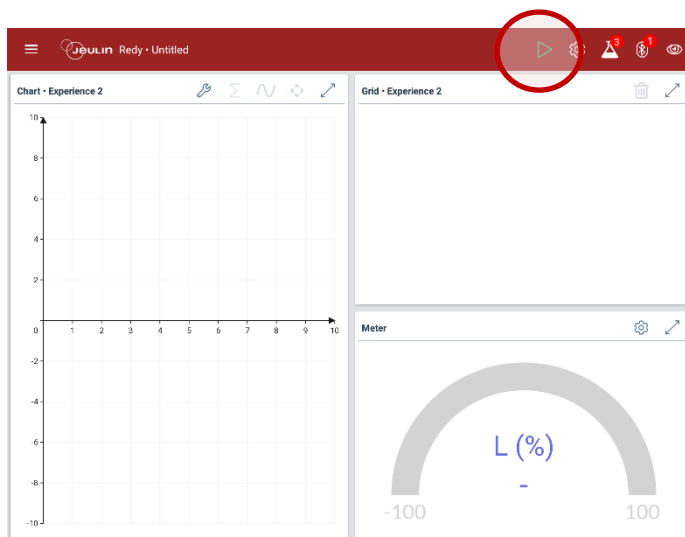 Jeulin Redy • Untitled
3
1
Chart • Experience 2
Grid • Experience 2
10
8
6
4
2
0
1 2 3 4 5 6 7 8 9 10
-2
-4
-6
-8
-10
Meter
L (%)
-
-100 100